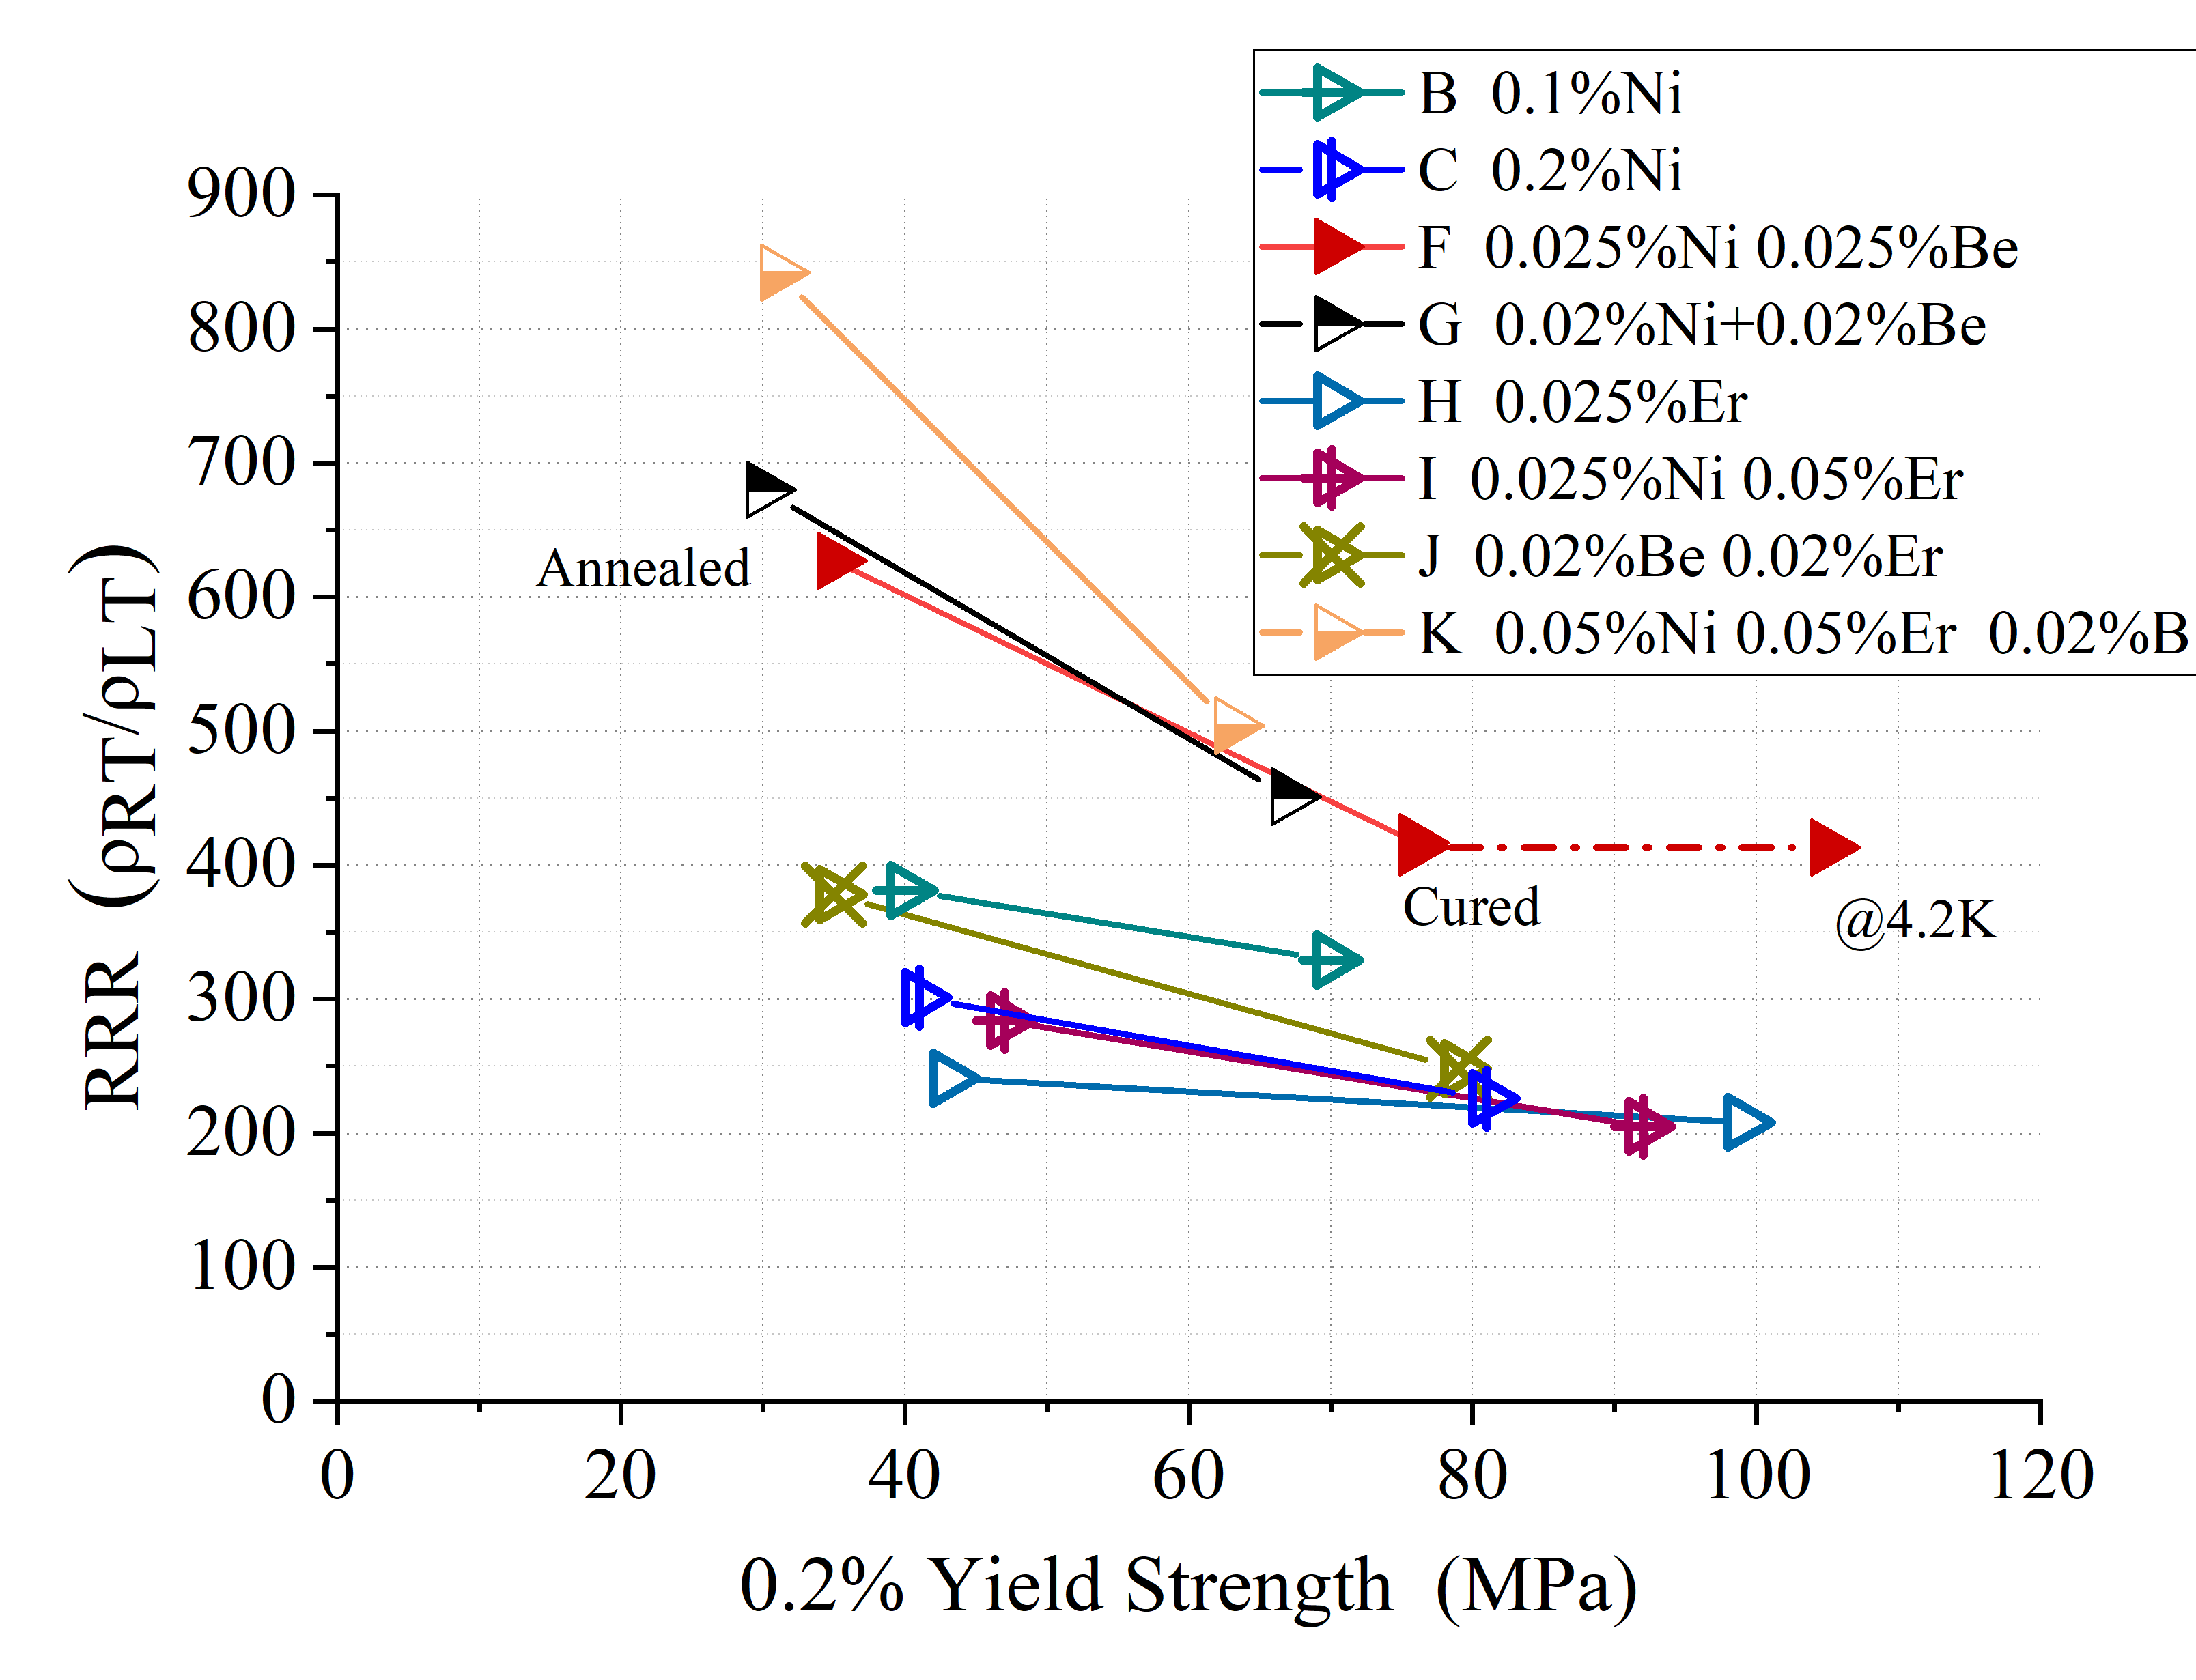 B 0.1%Ni
C 0.2%Ni
F 0.025%Ni 0.025%Be
G 0.02%Ni+0.02%Be
H 0.025%Er
I 0.025%Ni 0.05%Er
J 0.02%Be 0.02%Er
K 0.05%Ni 0.05%Er 0.02%B
900
800
700
600
500
400
300
200
100
0
RRR (ρRT/ρLT)
Annealed
Cured
@4.2K
0 20 40 60 80 100 120
0.2% Yield Strength (MPa)